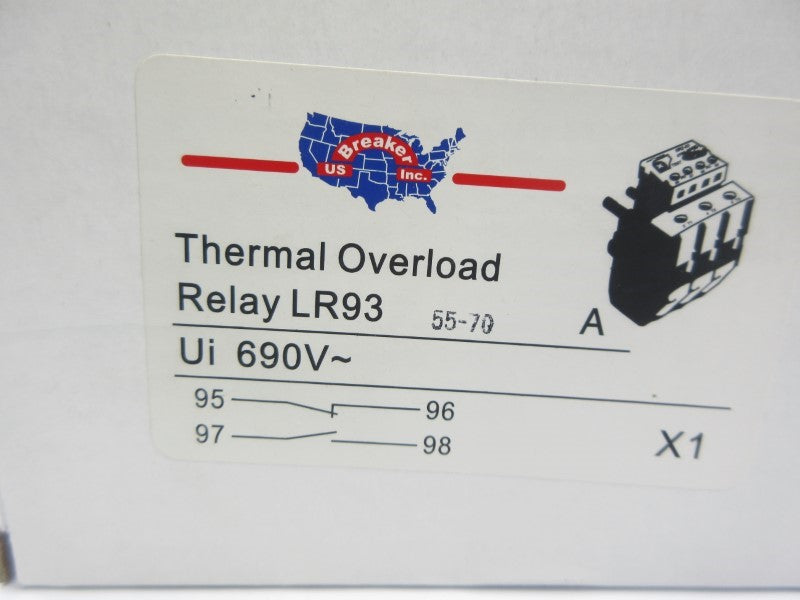 Breaker
US Inc.
Thermal Overload
Relay LR93 55-70 A
Ui 690V~
95 96
97 98
X1